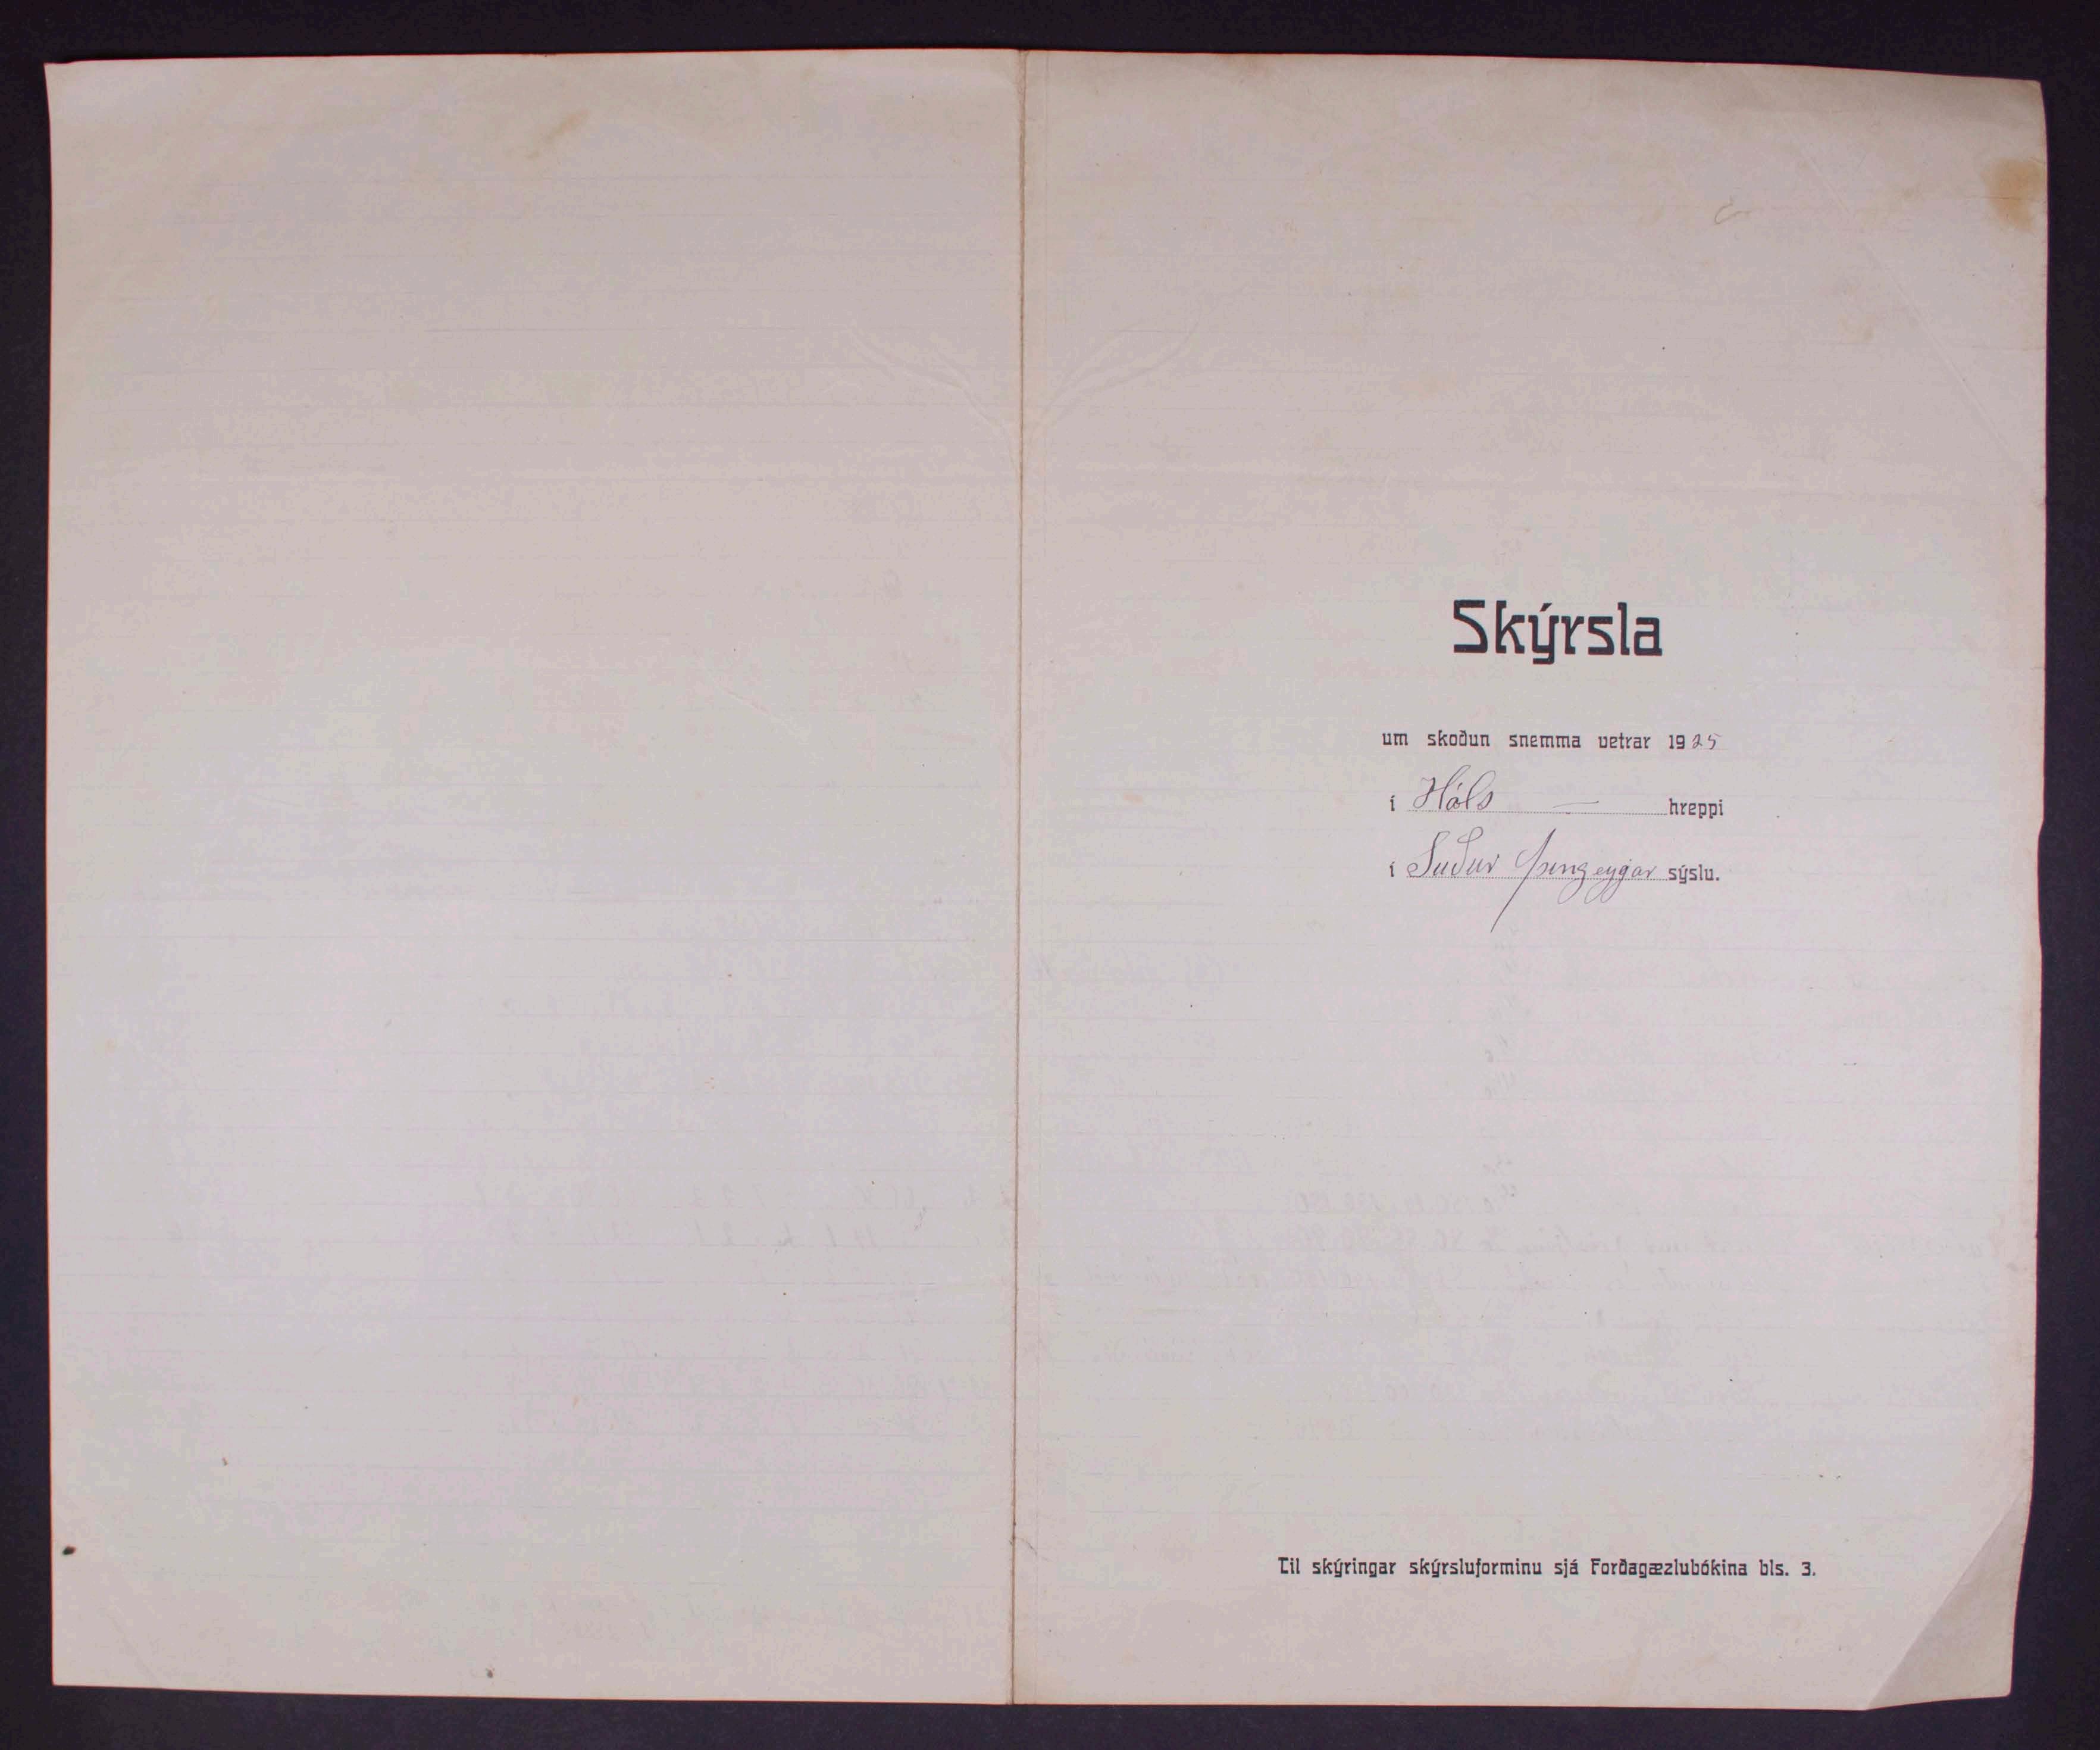 Skýrsla
um skoðun snemma vetrar 1925
í Háls — hreppi
í Suður Þingeyjar sýslu.
Til skýringar skýrsluforminu sjá Forðagæzlubókina bls. 3.